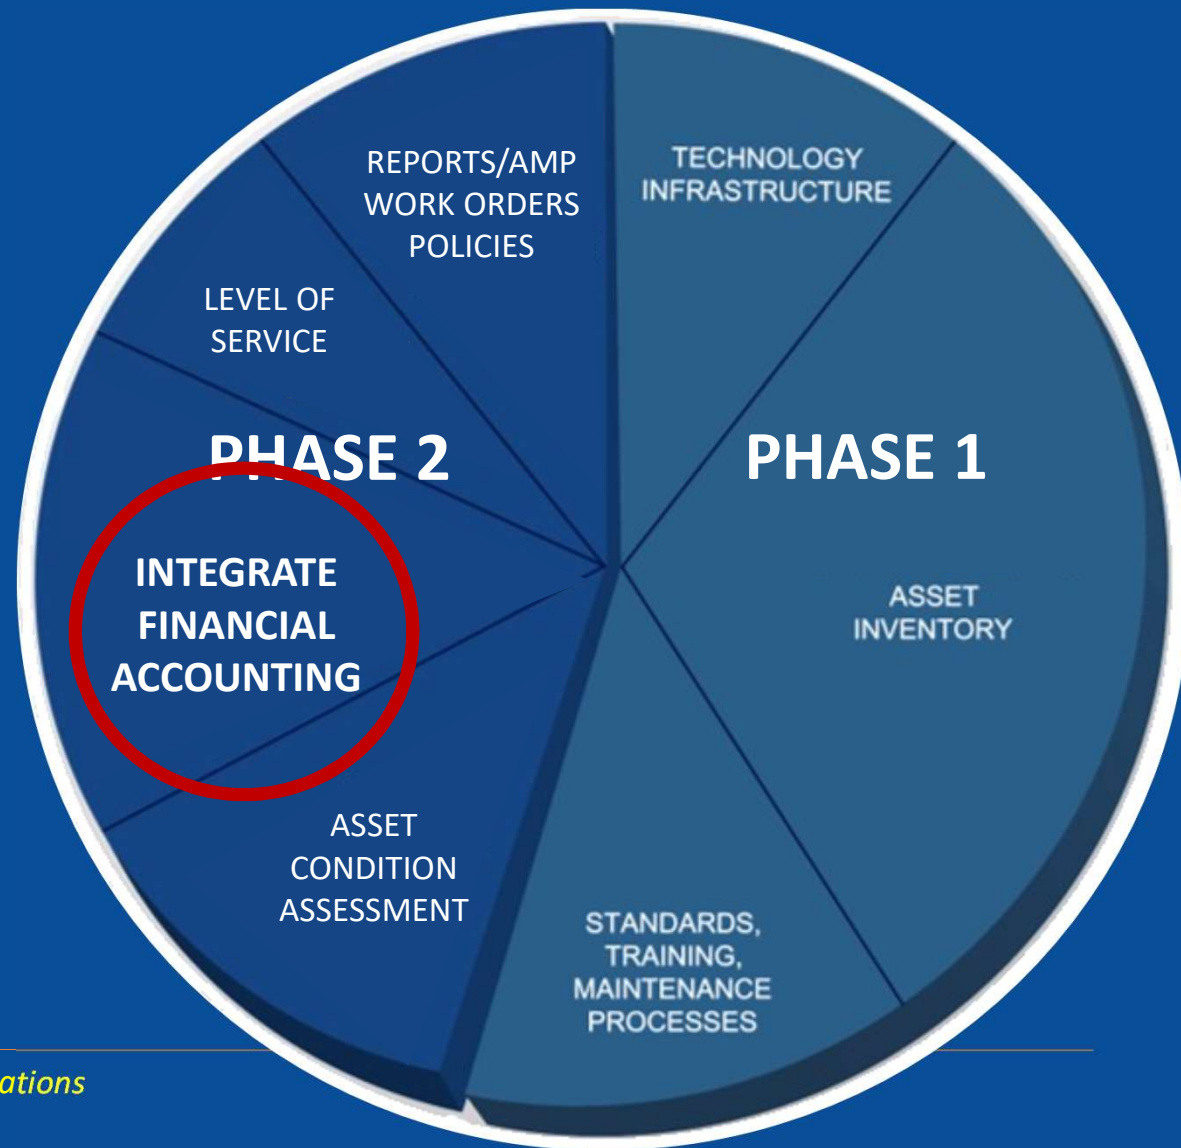 REPORTS/AMP
WORK ORDERS
POLICIES
TECHNOLOGY
INFRASTRUCTURE
LEVEL OF
SERVICE
PHASE 2
PHASE 1
INTEGRATE
FINANCIAL
ACCOUNTING
ASSET
INVENTORY
ASSET
CONDITION
ASSESSMENT
STANDARDS,
TRAINING,
MAINTENANCE
PROCESSES
ations